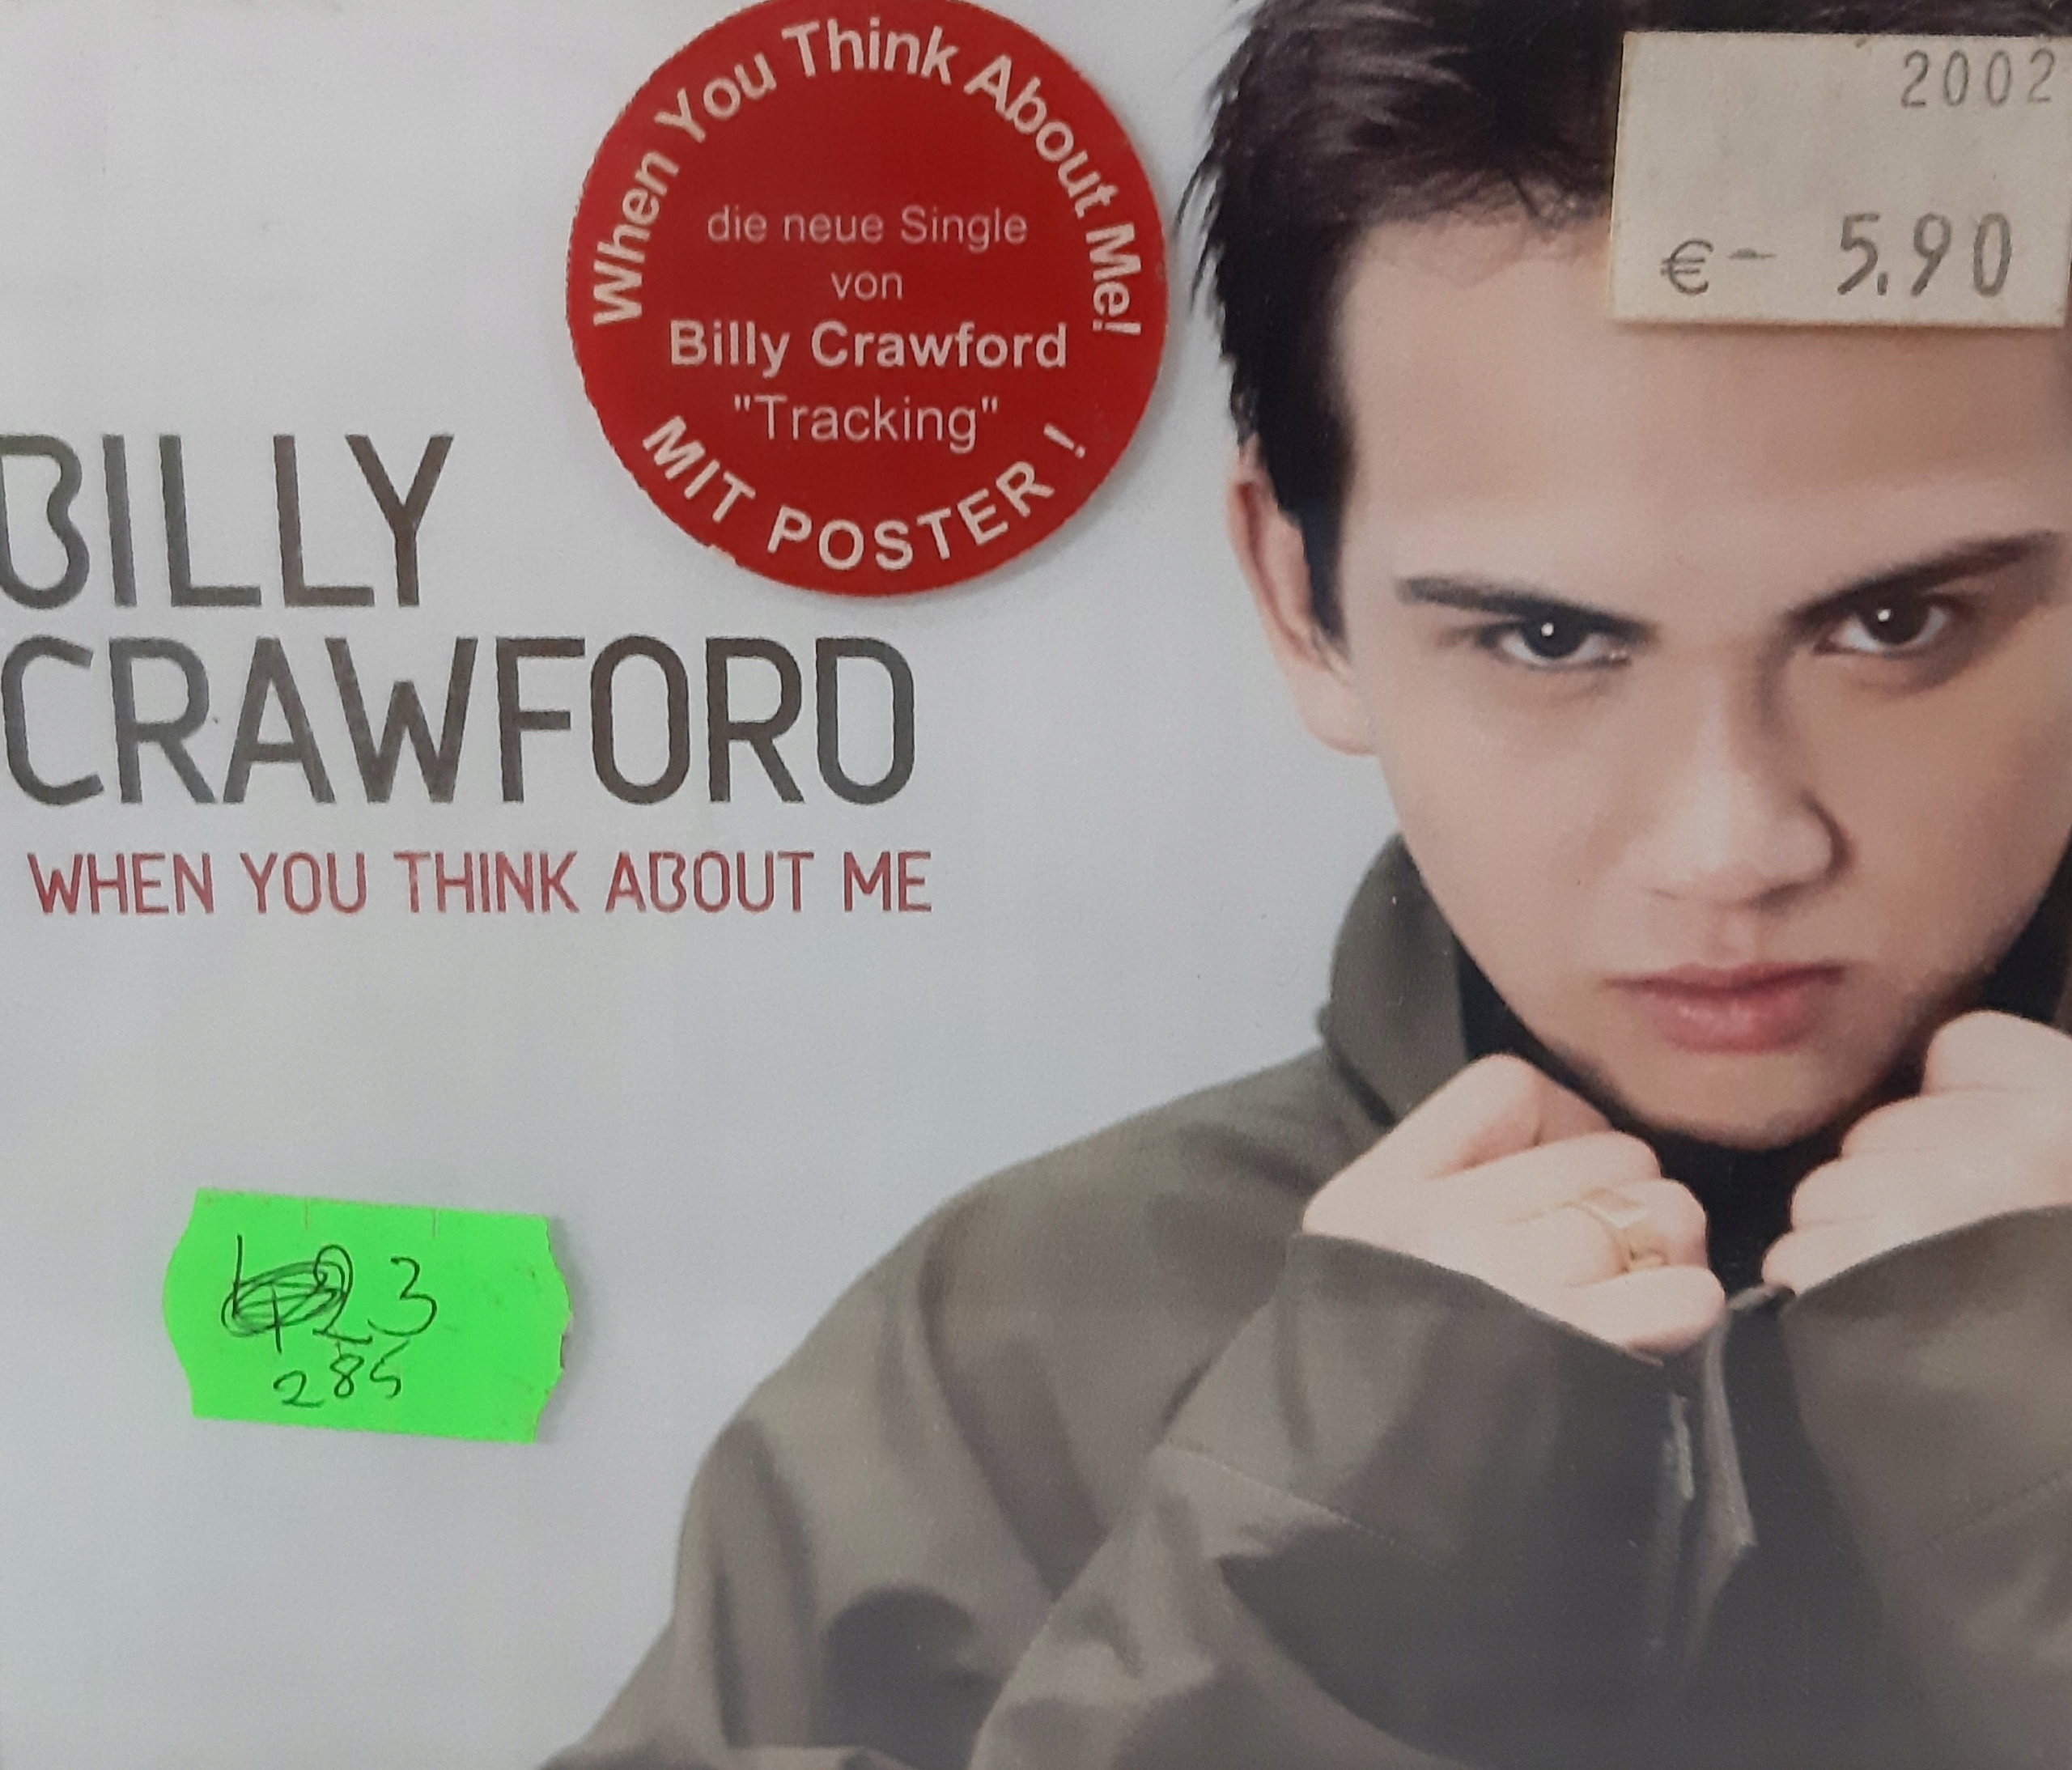 When You Think About Me!
die neue Single
von
Billy Crawford
"Tracking"
MIT POSTER !
2002
€- 5,90
BILLY
CRAWFORD
WHEN YOU THINK ABOUT ME
23
285